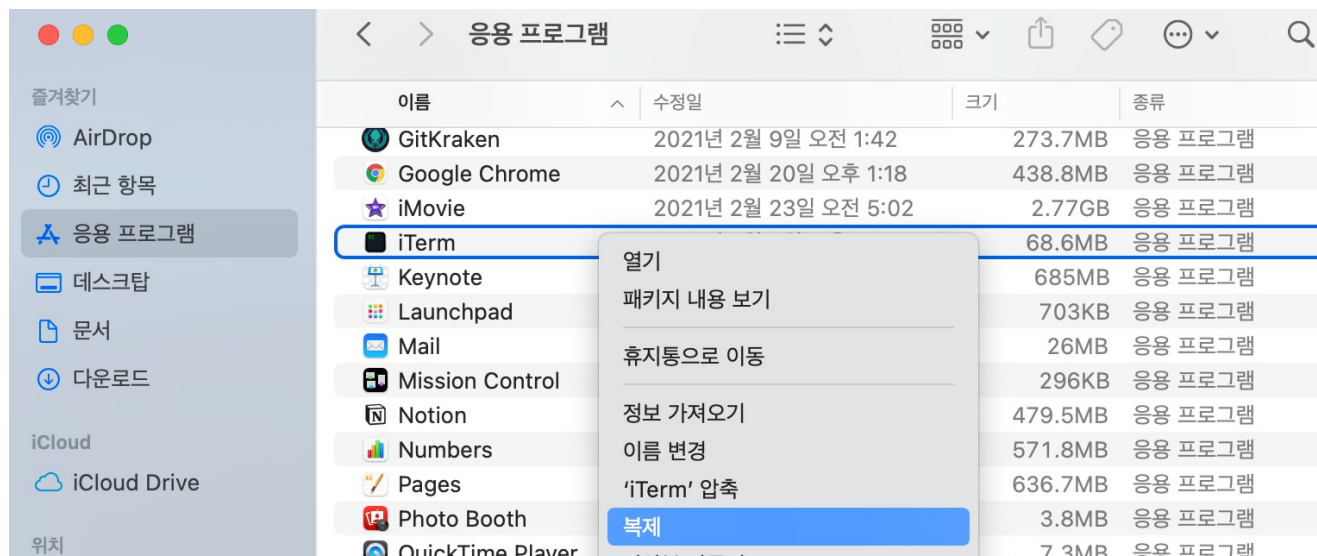 응용 프로그램
즐겨찾기
AirDrop
최근 항목
응용 프로그램
데스크탑
문서
다운로드
iCloud
iCloud Drive
위치
이름 수정일 크기 종류
GitKraken 2021년 2월 9일 오전 1:42 273.7MB 응용 프로그램
Google Chrome 2021년 2월 20일 오후 1:18 438.8MB 응용 프로그램
iMovie 2021년 2월 23일 오전 5:02 2.77GB 응용 프로그램
iTerm 68.6MB 응용 프로그램
Keynote 685MB 응용 프로그램
Launchpad 703KB 응용 프로그램
Mail 26MB 응용 프로그램
Mission Control 296KB 응용 프로그램
Notion 479.5MB 응용 프로그램
Numbers 571.8MB 응용 프로그램
Pages 636.7MB 응용 프로그램
Photo Booth 3.8MB 응용 프로그램
QuickTime Player 7.3MB 응용 프로그램
열기
패키지 내용 보기
휴지통으로 이동
정보 가져오기
이름 변경
‘iTerm’ 압축
복제